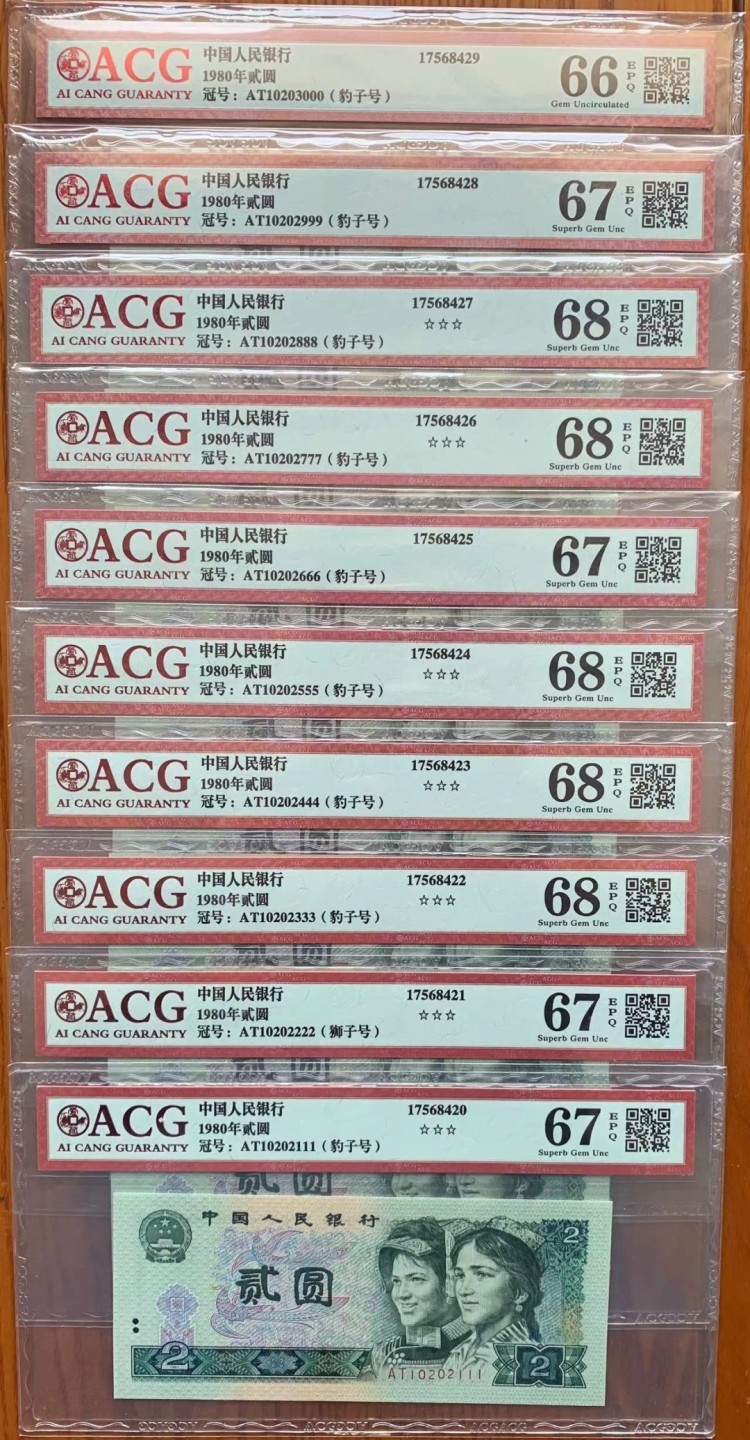 ACG
AI CANG GUARANTY
中国人民银行
1980年贰圆
冠号：AT10203000（豹子号）
17568429
66
EPQ
Gem Uncirculated
ACG
AI CANG GUARANTY
中国人民银行
1980年贰圆
冠号：AT10202999（豹子号）
17568428
67
EPQ
Superb Gem Unc
ACG
AI CANG GUARANTY
中国人民银行
1980年贰圆
冠号：AT10202888（豹子号）
17568427
☆☆☆
68
EPQ
Superb Gem Unc
ACG
AI CANG GUARANTY
中国人民银行
1980年贰圆
冠号：AT10202777（豹子号）
17568426
☆☆☆
68
EPQ
Superb Gem Unc
ACG
AI CANG GUARANTY
中国人民银行
1980年贰圆
冠号：AT10202666（豹子号）
17568425
67
EPQ
Superb Gem Unc
ACG
AI CANG GUARANTY
中国人民银行
1980年贰圆
冠号：AT10202555（豹子号）
17568424
☆☆☆
68
EPQ
Superb Gem Unc
ACG
AI CANG GUARANTY
中国人民银行
1980年贰圆
冠号：AT10202444（豹子号）
17568423
☆☆☆
68
EPQ
Superb Gem Unc
ACG
AI CANG GUARANTY
中国人民银行
1980年贰圆
冠号：AT10202333（豹子号）
17568422
☆☆☆
68
EPQ
Superb Gem Unc
ACG
AI CANG GUARANTY
中国人民银行
1980年贰圆
冠号：AT10202222（狮子号）
17568421
☆☆☆
67
EPQ
Superb Gem Unc
ACG
AI CANG GUARANTY
中国人民银行
1980年贰圆
冠号：AT10202111（豹子号）
17568420
☆☆☆
67
EPQ
Superb Gem Unc
贰圆
中国人民银行
2
贰圆
2
AT10202111
2